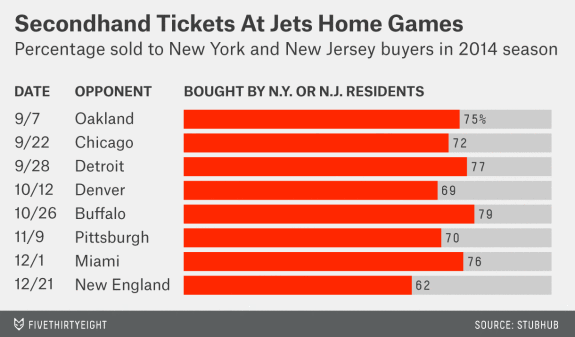 Secondhand Tickets At Jets Home Games
Percentage sold to New York and New Jersey buyers in 2014 season
DATE OPPONENT BOUGHT BY N.Y. OR N.J. RESIDENTS
9/7 Oakland 75%
9/22 Chicago 72
9/28 Detroit 77
10/12 Denver 69
10/26 Buffalo 79
11/9 Pittsburgh 70
12/1 Miami 76
12/21 New England 62
FIVETHIRTYEIGHT SOURCE: STUBHUB